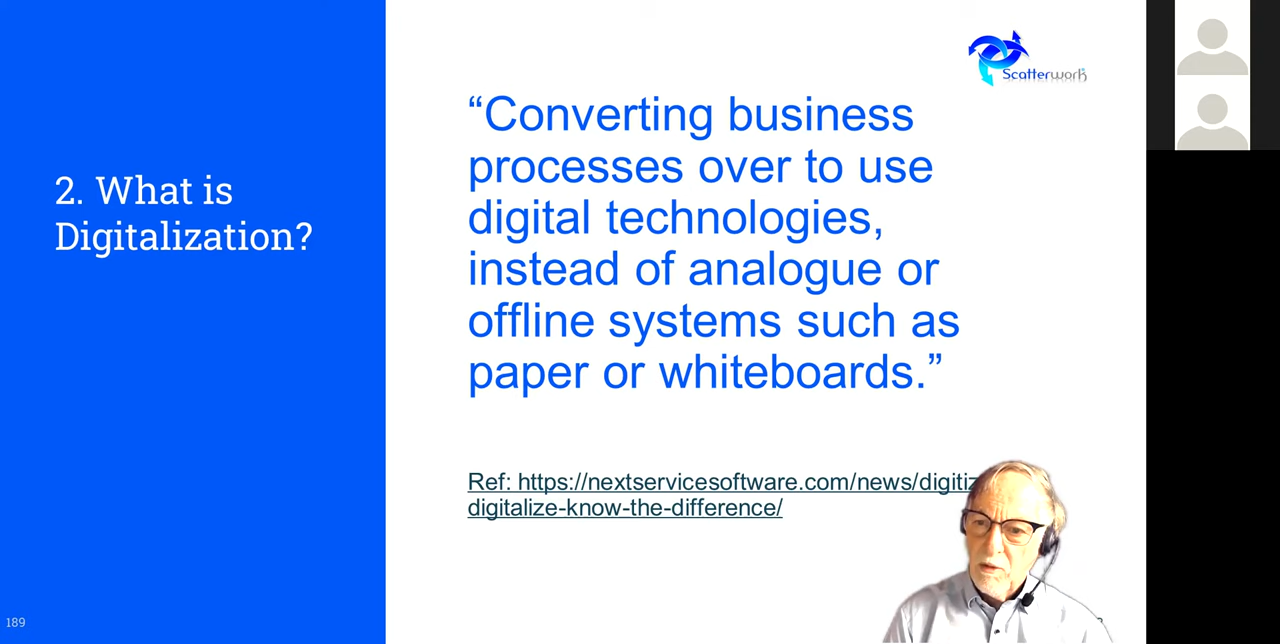 2. What is
Digitalization?
Scatterwork
“Converting business
processes over to use
digital technologies,
instead of analogue or
offline systems such as
paper or whiteboards.”
Ref: https://nextservicesoftware.com/news/digitiz
digitalize-know-the-difference/
189